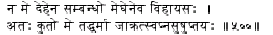 न मे देहेन सम्बन्धो मेघेनेव विहायसः ।
अतः कुतो मे तद्धर्मा जाक्रत्स्वप्नसुषुप्तयः ॥ ५०० ॥